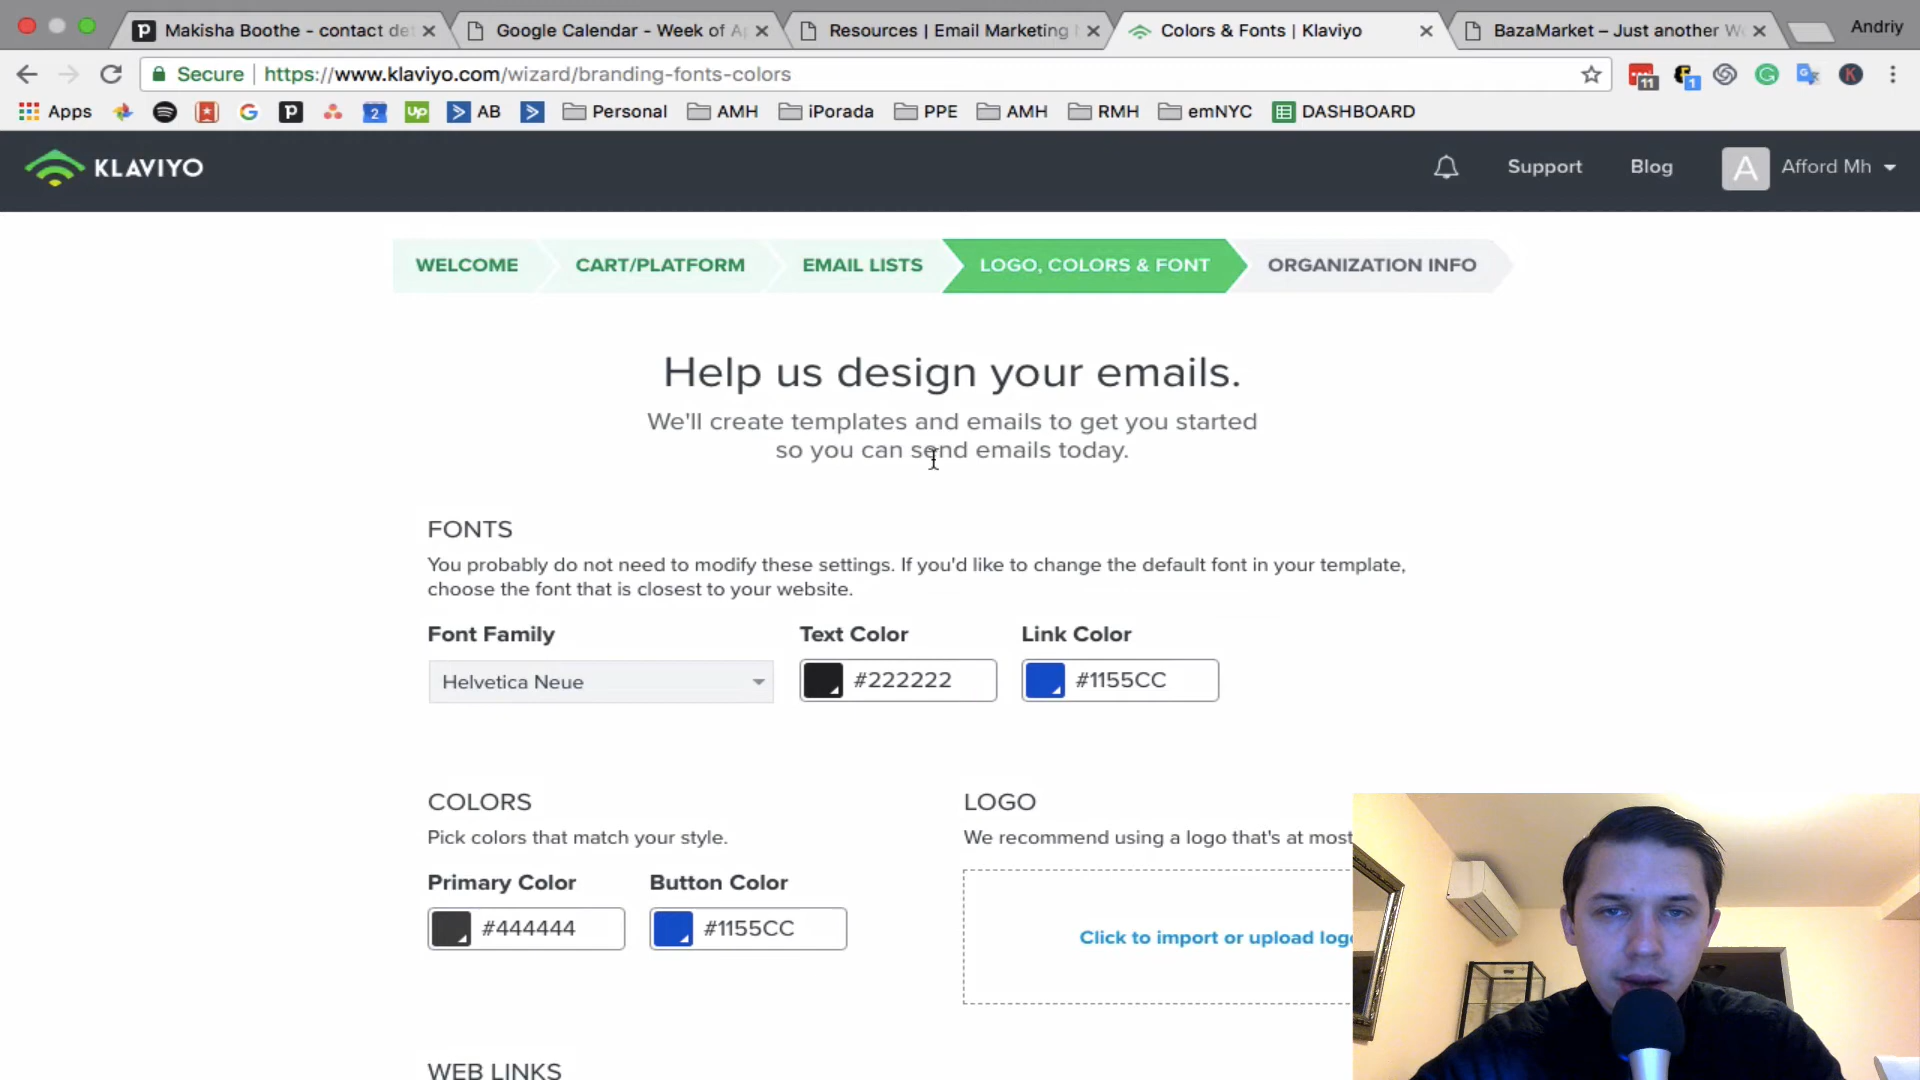 Makisha Boothe - contact det
Google Calendar - Week of Ap
Resources | Email Marketing
Colors & Fonts | Klaviyo
BazaMarket – Just another W
Andriy
Secure
https://www.klaviyo.com/wizard/branding-fonts-colors
11
1
K
Apps
2
up
AB
Personal
AMH
iPorada
PPE
AMH
RMH
emNYC
DASHBOARD
KLAVIYO
Support
Blog
A
Afford Mh
WELCOME
CART/PLATFORM
EMAIL LISTS
LOGO, COLORS & FONT
ORGANIZATION INFO
Help us design your emails.
We'll create templates and emails to get you started
so you can send emails today.
FONTS
You probably do not need to modify these settings. If you'd like to change the default font in your template,
choose the font that is closest to your website.
Font Family
Text Color
Link Color
Helvetica Neue
#222222
#1155CC
COLORS
LOGO
Pick colors that match your style.
We recommend using a logo that's at most
Primary Color
Button Color
#444444
#1155CC
Click to import or upload logo
WEB LINKS